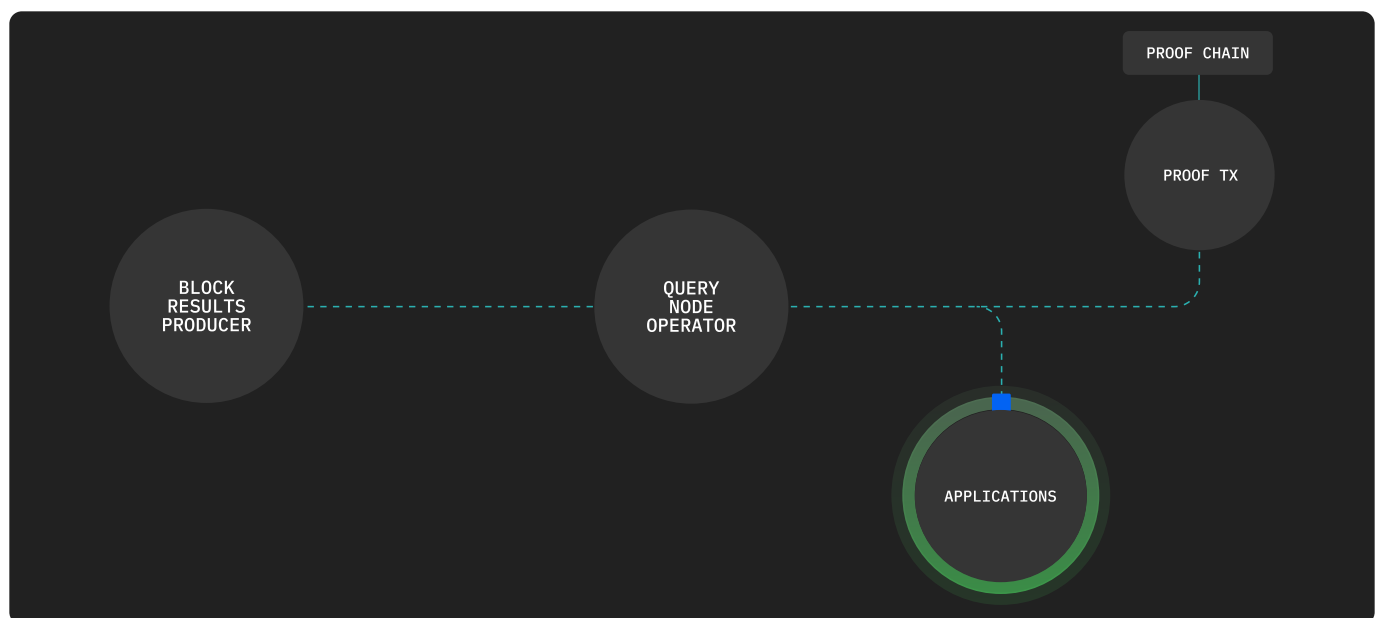 PROOF CHAIN
PROOF TX
BLOCK
RESULTS
PRODUCER
QUERY
NODE
OPERATOR
APPLICATIONS